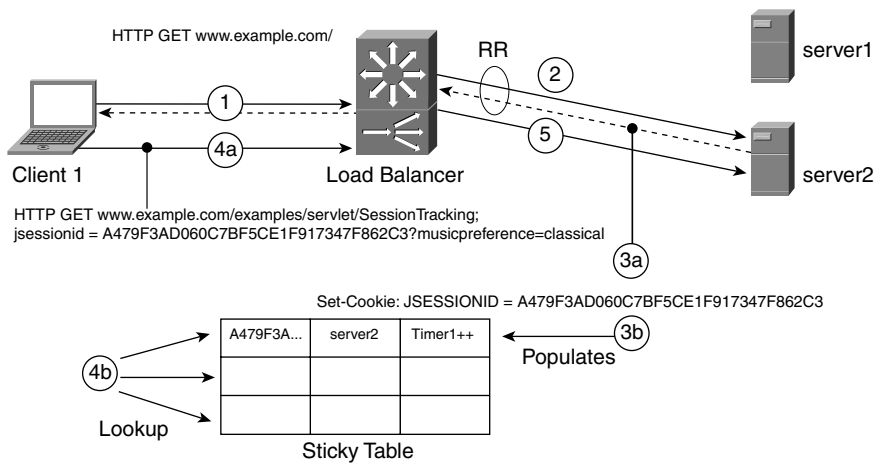 HTTP GET www.example.com/
RR
server1
1
2
4a
5
Client 1
Load Balancer
server2
HTTP GET www.example.com/examples/servlet/SessionTracking;
jsessionid = A479F3AD060C7BF5CE1F917347F862C3?musicpreference=classical
3a
Set-Cookie: JSESSIONID = A479F3AD060C7BF5CE1F917347F862C3
A479F3A... server2 Timer1++
3b
Populates
4b
Lookup
Sticky Table